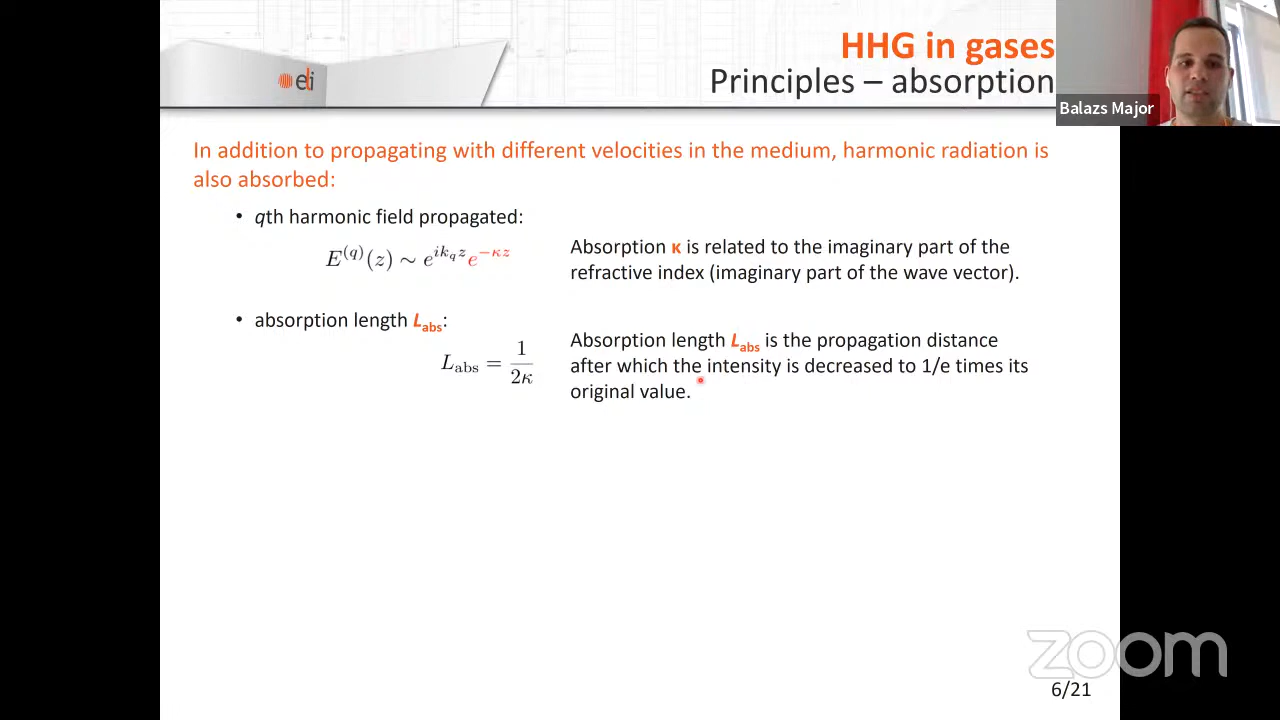 eli
HHG in gases
Principles – absorption
Balazs Major
In addition to propagating with different velocities in the medium, harmonic radiation is
also absorbed:
• qth harmonic field propagated:
E^{(q)}(z) ∼ e^{ik_q z} e^{−κz}
Absorption κ is related to the imaginary part of the
refractive index (imaginary part of the wave vector).
• absorption length L_abs:
L_abs = 1/2κ
Absorption length L_abs is the propagation distance
after which the intensity is decreased to 1/e times its
original value.
zoom
6/21